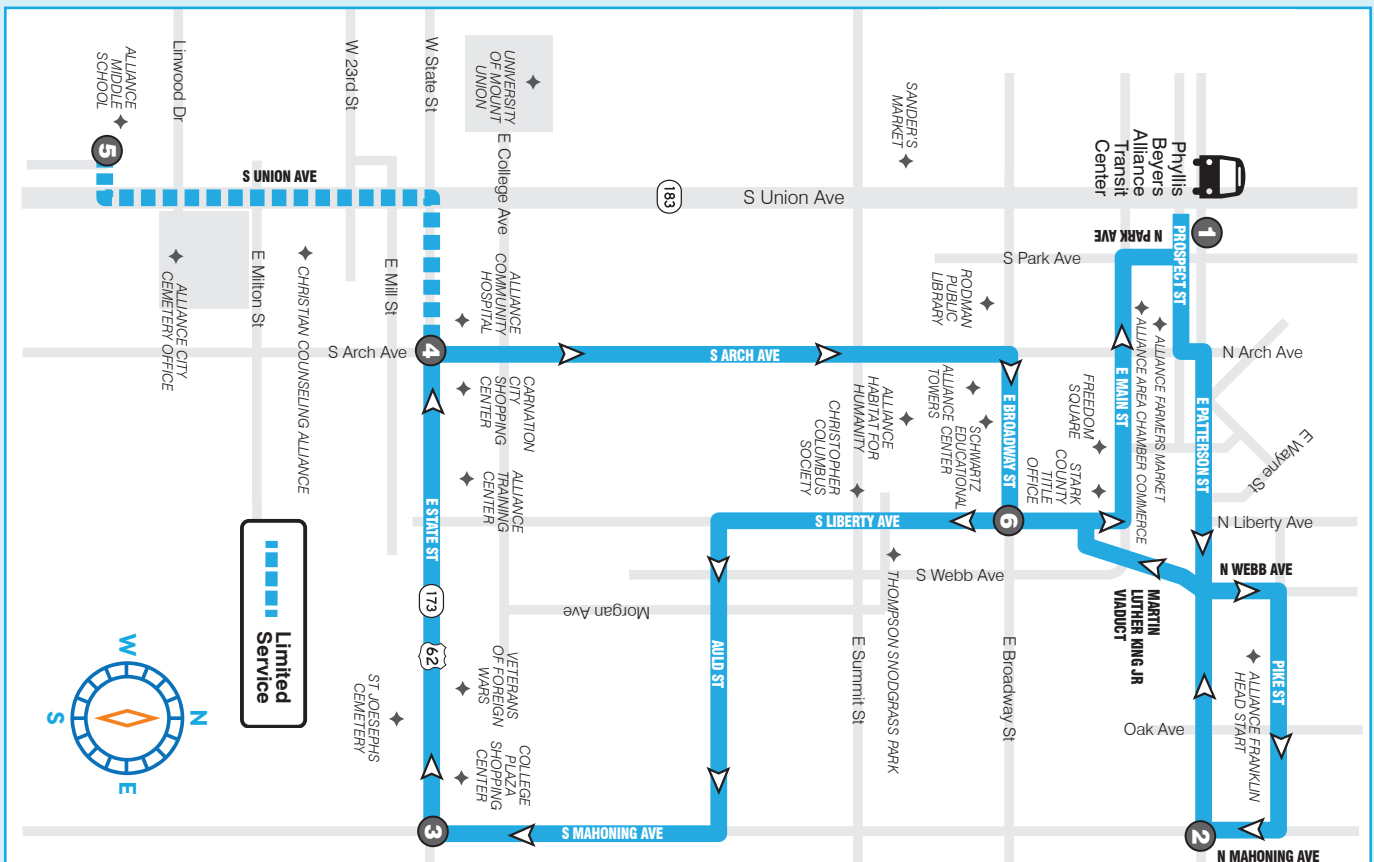 ALLIANCE
MIDDLE
SCHOOL
Linwood Dr
W 23rd St
W State St
UNIVERSITY
OF MOUNT
UNION
E College Ave
SANDER'S
MARKET
Phyllis
Beyers
Alliance
Transit
Center
5
S UNION AVE
183
S Union Ave
1
N PARK AVE
PROSPECT ST
S Park Ave
ALLIANCE CITY
CEMETERY OFFICE
E Milton St
CHRISTIAN COUNSELING ALLIANCE
E Mill St
ALLIANCE
COMMUNITY
HOSPITAL
RODMAN
PUBLIC
LIBRARY
ALLIANCE FARMERS MARKET
ALLIANCE AREA CHAMBER COMMERCE
S Arch Ave
4
S ARCH AVE
N Arch Ave
E MAIN ST
E PATTERSON ST
E BROADWAY ST
CARNATION
CITY
SHOPPING
CENTER
ALLIANCE
HABITAT FOR
HUMANITY
ALLIANCE TOWERS
SCHWARTZ
EDUCATIONAL
CENTER
FREEDOM
SQUARE
E Wayne St
CHRISTOPHER
COLUMBUS
SOCIETY
STARK
COUNTY
TITLE
OFFICE
ALLIANCE
TRAINING
CENTER
E STATE ST
S LIBERTY AVE
6
N Liberty Ave
Limited
Service
173
62
Morgan Ave
S Webb Ave
THOMPSON SNODGRASS PARK
N WEBB AVE
MARTIN
LUTHER KING JR
VIADUCT
AULD ST
E Summit St
E Broadway St
PIKE ST
ALLIANCE FRANKLIN
HEAD START
Oak Ave
VETERANS
OF FOREIGN
WARS
ST JOESEPHS
CEMETERY
COLLEGE
PLAZA
SHOPPING
CENTER
W
N
S
E
3
S MAHONING AVE
2
N MAHONING AVE